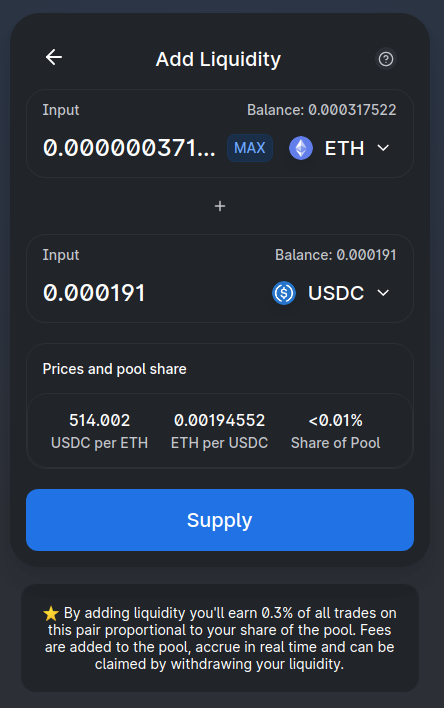 Add Liquidity
Input Balance: 0.000317522
0.000000371... MAX ETH
+
Input Balance: 0.000191
0.000191 USDC
Prices and pool share
514.002 0.00194552 <0.01%
USDC per ETH ETH per USDC Share of Pool
Supply
⭐ By adding liquidity you'll earn 0.3% of all trades on
this pair proportional to your share of the pool. Fees
are added to the pool, accrue in real time and can be
claimed by withdrawing your liquidity.